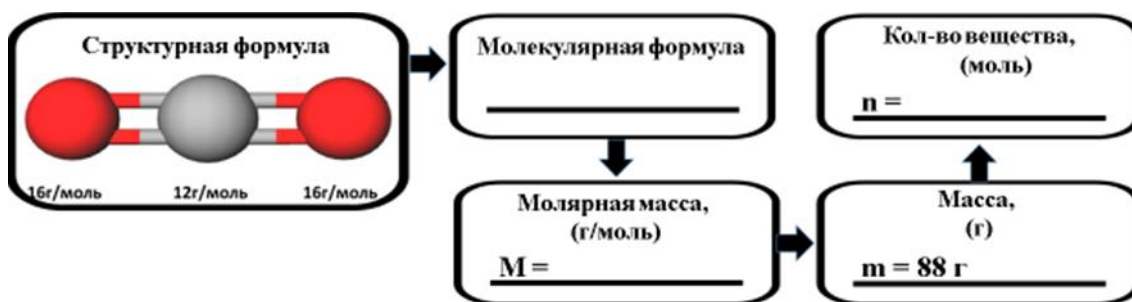 Структурная формула
16г/моль 12г/моль 16г/моль
Молекулярная формула
Кол-во вещества,
(моль)
n =
Молярная масса,
(г/моль)
M =
Масса,
(г)
m = 88 г